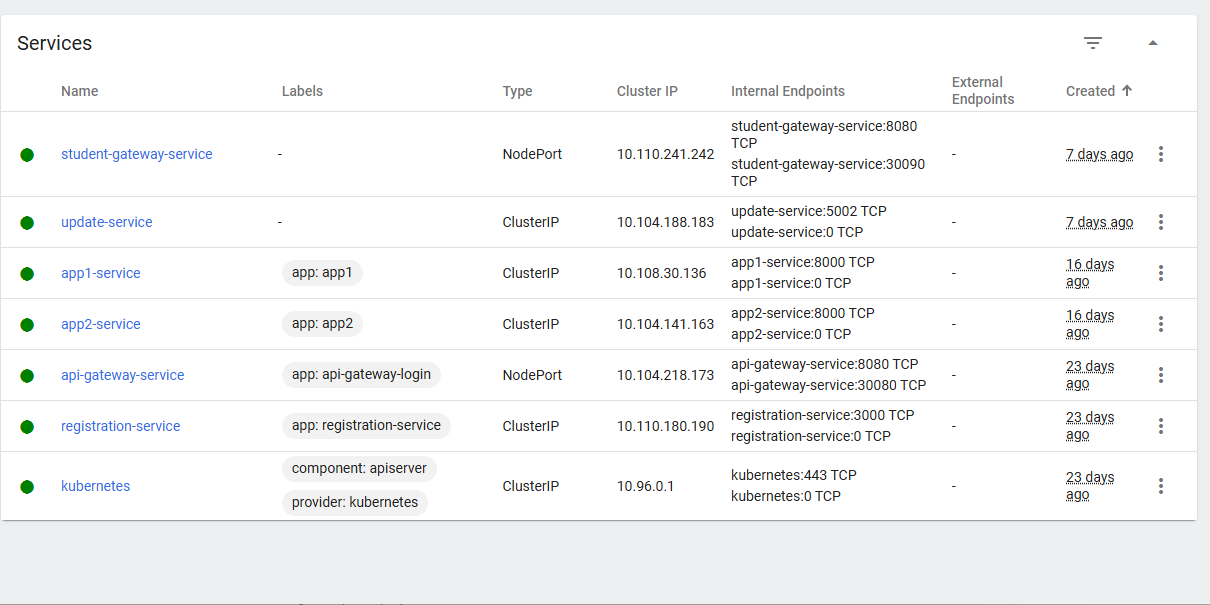 Services
Name Labels Type Cluster IP Internal Endpoints External
Endpoints Created
student-gateway-service - NodePort 10.110.241.242 student-gateway-service:8080
TCP
student-gateway-service:30090
TCP - 7 days ago
update-service - ClusterIP 10.104.188.183 update-service:5002 TCP
update-service:0 TCP - 7 days ago
app1-service app: app1 ClusterIP 10.108.30.136 app1-service:8000 TCP
app1-service:0 TCP - 16 days
ago
app2-service app: app2 ClusterIP 10.104.141.163 app2-service:8000 TCP
app2-service:0 TCP - 16 days
ago
api-gateway-service app: api-gateway-login NodePort 10.104.218.173 api-gateway-service:8080 TCP
api-gateway-service:30080 TCP - 23 days
ago
registration-service app: registration-service ClusterIP 10.110.180.190 registration-service:3000 TCP
registration-service:0 TCP - 23 days
ago
kubernetes component: apiserver
provider: kubernetes ClusterIP 10.96.0.1 kubernetes:443 TCP
kubernetes:0 TCP - 23 days
ago